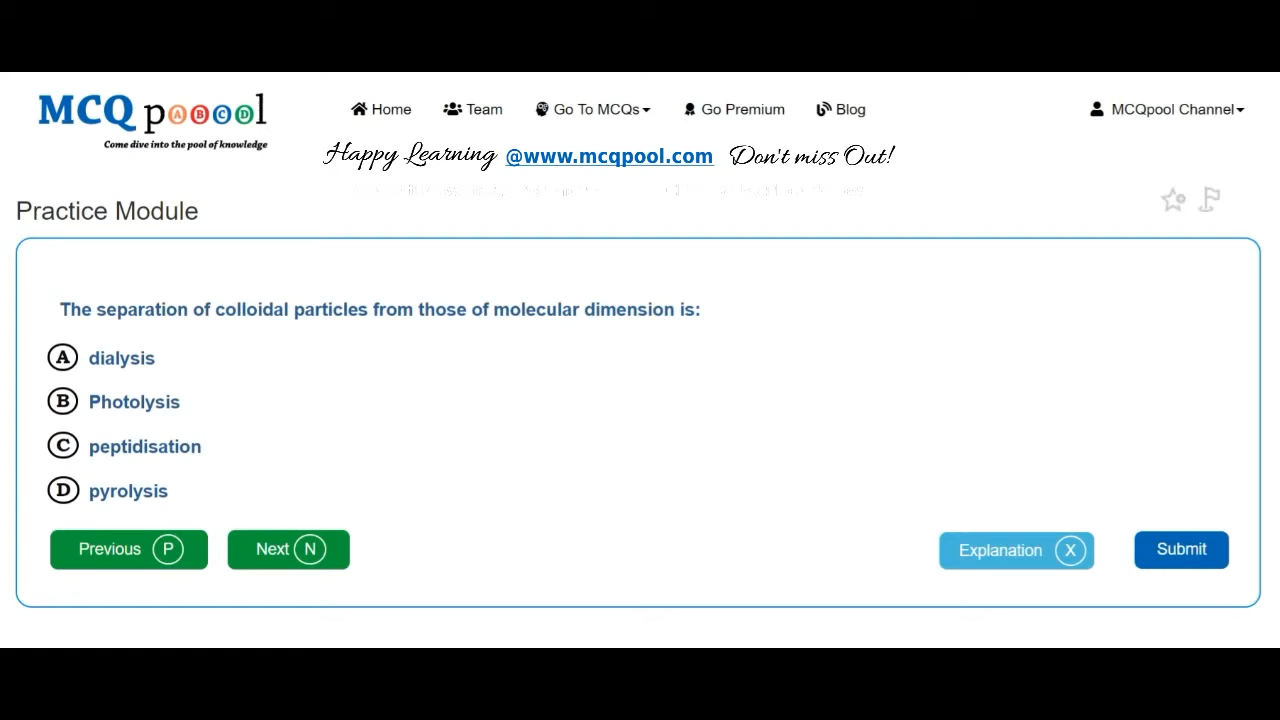 MCQ pooool
Come dive into the pool of knowledge
Home Team Go To MCQs Go Premium Blog MCQpool Channel
Happy Learning @www.mcqpool.com Don't miss Out!
Practice Module
The separation of colloidal particles from those of molecular dimension is:
A dialysis
B Photolysis
C peptidisation
D pyrolysis
Previous P Next N Explanation X Submit